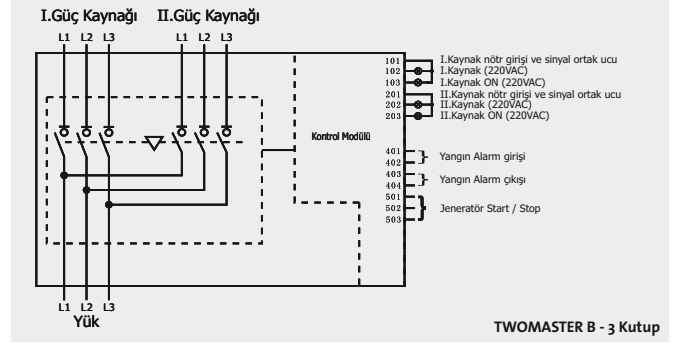 I.Güç Kaynağı II.Güç Kaynağı
L1 L2 L3 L1 L2 L3
101 I.Kaynak nötr girişi ve sinyal ortak ucu
102 I.Kaynak (220VAC)
103 I.Kaynak ON (220VAC)
201 II.Kaynak nötr girişi ve sinyal ortak ucu
202 II.Kaynak (220VAC)
203 II.Kaynak ON (220VAC)
Kontrol Modülü
401
402
Yangın Alarm girişi
403
404
Yangın Alarm çıkışı
501
502 Jeneratör Start / Stop
503
L1 L2 L3
Yük
TWOMASTER B - 3 Kutup